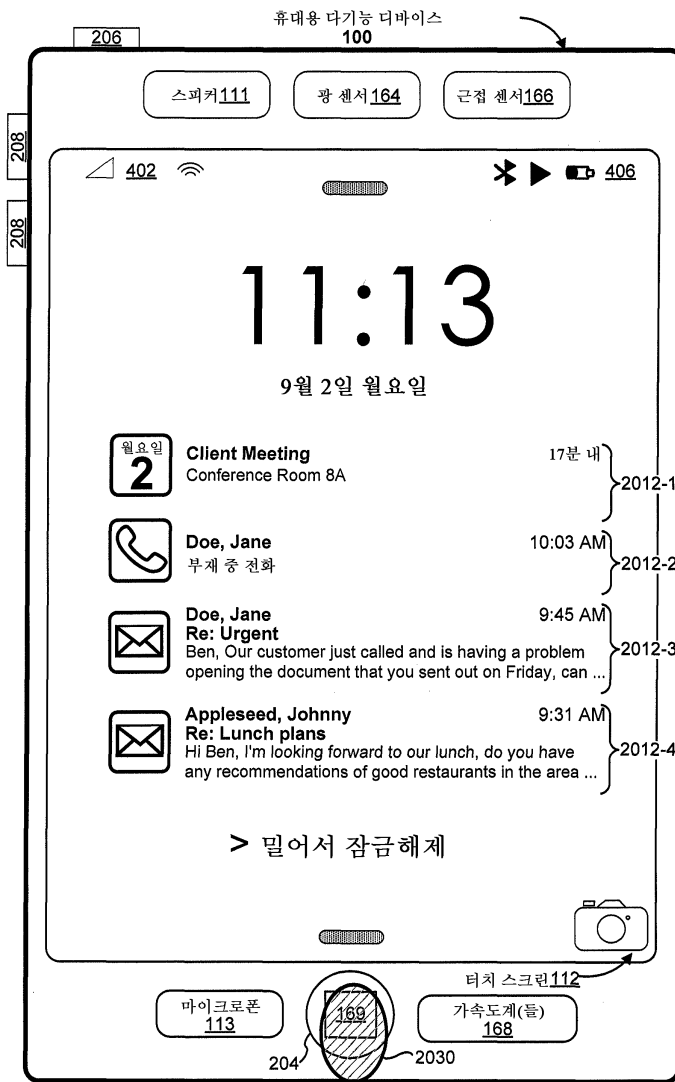 휴대용 다기능 디바이스
100
206
스피커111
광 센서164
근접 센서166
208
208
402
406
11:13
9월 2일 월요일
월요일
2
Client Meeting
Conference Room 8A
17분 내
2012-1
Doe, Jane
부재 중 전화
10:03 AM
2012-2
Doe, Jane
9:45 AM
Re: Urgent
Ben, Our customer just called and is having a problem
opening the document that you sent out on Friday, can ...
2012-3
Appleseed, Johnny
9:31 AM
Re: Lunch plans
Hi Ben, I'm looking forward to our lunch, do you have
any recommendations of good restaurants in the area ...
2012-4
> 밀어서 잠금해제
터치 스크린112
마이크로폰
113
169
가속도계(들)
168
204
2030